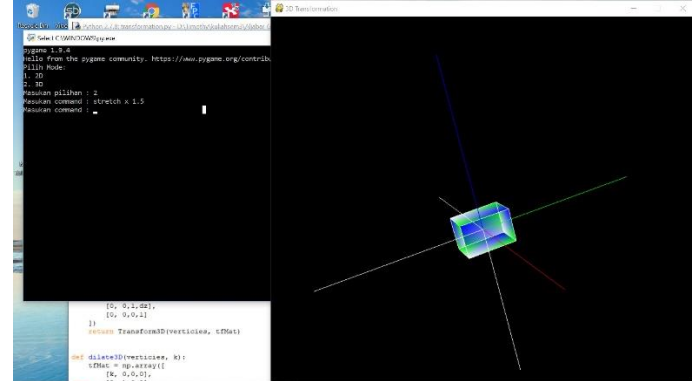 3D Transformation
Select C:\WINDOWS\py.exe
pygame 1.9.4
Hello from the pygame community. https://www.pygame.org/contribu
Pilih Mode:
1. 2D
2. 3D
Masukan pilihan : 2
Masukan command : stretch x 1.5
Masukan command :
[0, 0,1,dz],
[0, 0,0,1]
])
return Transform3D(verticies, tfMat)
def dilate3D(verticies, k):
tfMat = np.array([
[k, 0,0,0],